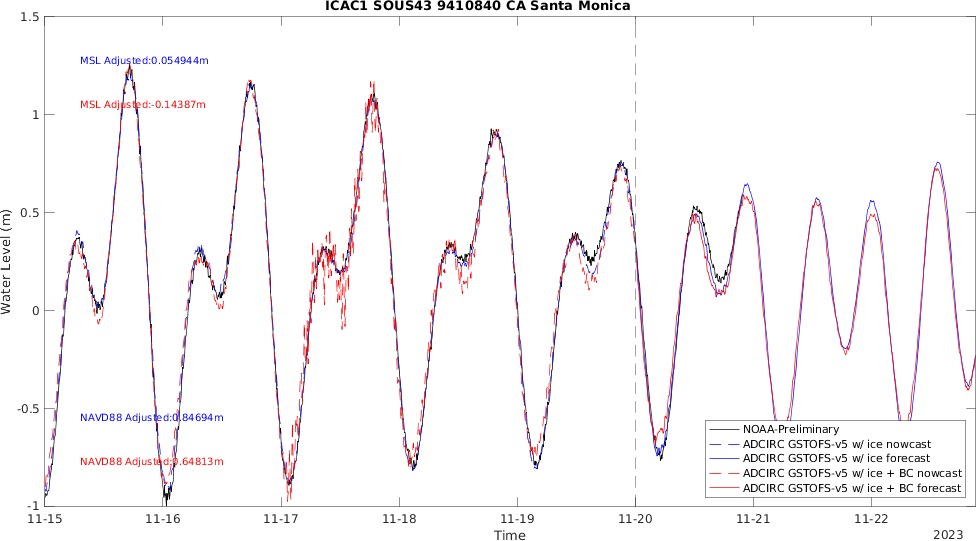 ICAC1 SOUS43 9410840 CA Santa Monica
1.5
MSL Adjusted:0.054944m
MSL Adjusted:-0.14387m
1
0.5
Water Level (m)
0
-0.5
NAVD88 Adjusted:0.84694m
NAVD88 Adjusted:0.64813m
-1
NOAA-Preliminary
ADCIRC GSTOFS-v5 w/ ice nowcast
ADCIRC GSTOFS-v5 w/ ice forecast
ADCIRC GSTOFS-v5 w/ ice + BC nowcast
ADCIRC GSTOFS-v5 w/ ice + BC forecast
11-15 11-16 11-17 11-18 11-19 11-20 11-21 11-22
Time
2023